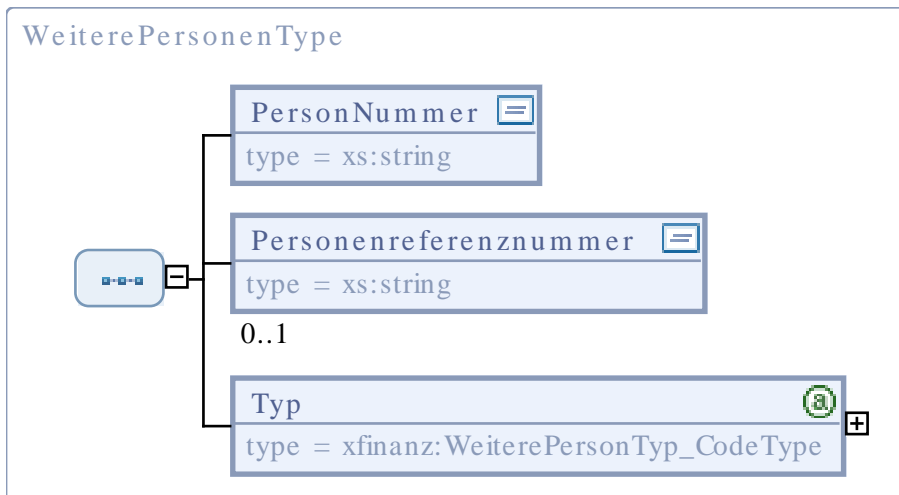 WeiterePersonenType
PersonNummer
type = xs:string
Personenreferenznummer
type = xs:string
0..1
Typ
a
type = xfinanz:WeiterePersonTyp_CodeType